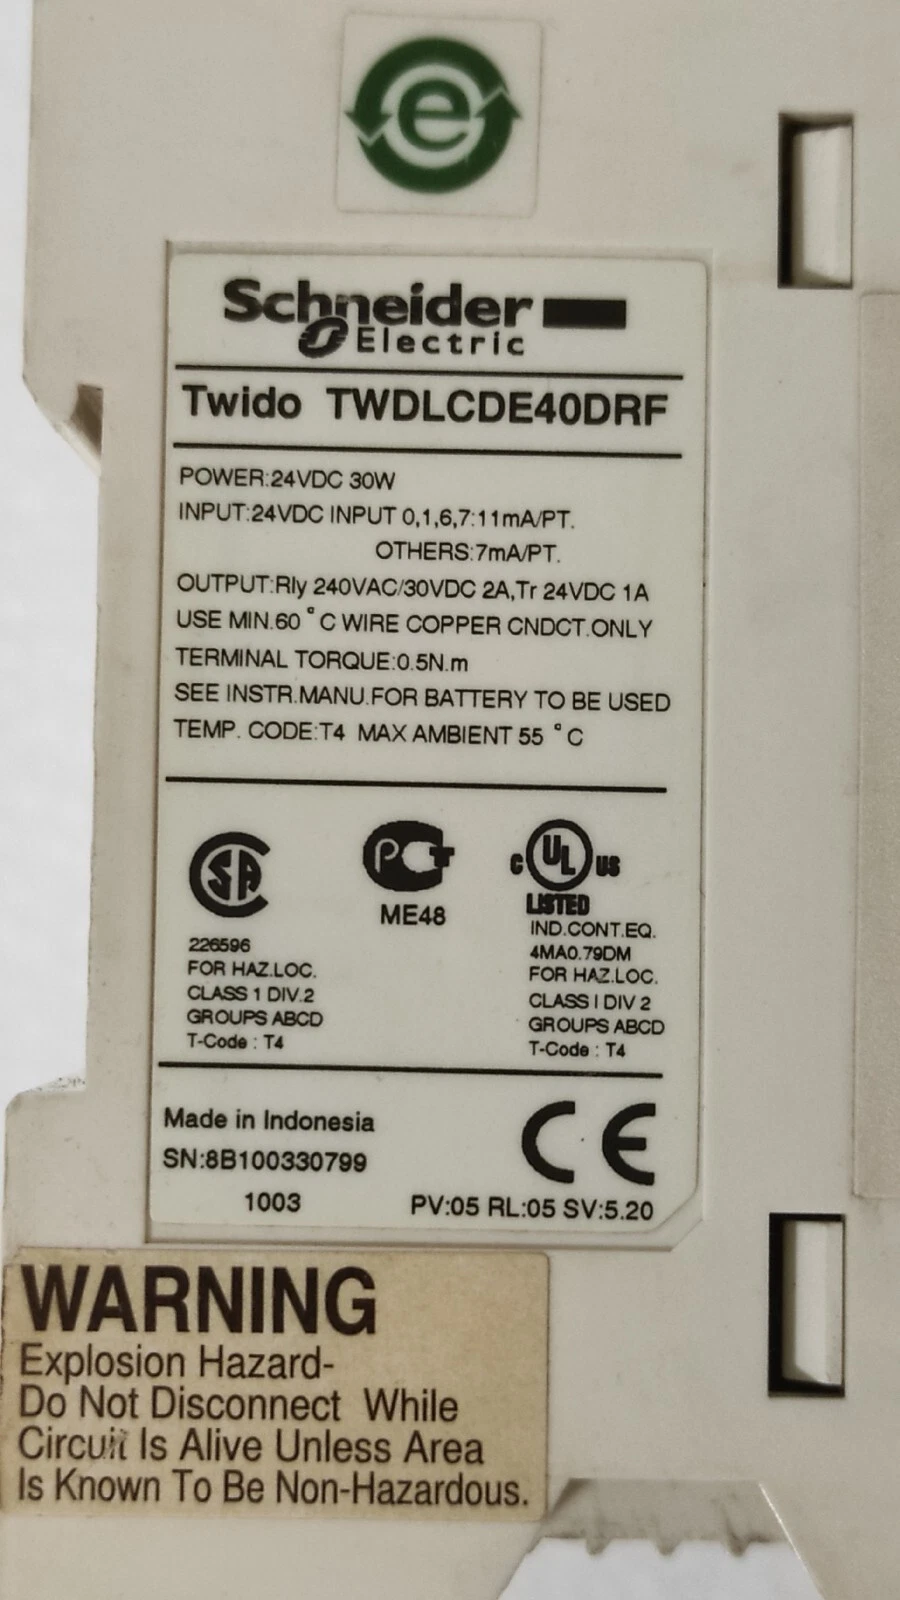 e
Schneider
Electric
Twido TWDLCDE40DRF
POWER:24VDC 30W
INPUT:24VDC INPUT 0,1,6,7:11mA/PT.
OTHERS:7mA/PT.
OUTPUT:Rly 240VAC/30VDC 2A,Tr 24VDC 1A
USE MIN.60 °C WIRE COPPER CNDCT.ONLY
TERMINAL TORQUE:0.5N.m
SEE INSTR.MANU.FOR BATTERY TO BE USED
TEMP. CODE:T4 MAX AMBIENT 55 °C
SA
226596
FOR HAZ.LOC.
CLASS 1 DIV.2
GROUPS ABCD
T-Code : T4
PCT
ME48
c UL us
LISTED
IND.CONT.EQ.
4MA0.79DM
FOR HAZ.LOC.
CLASS I DIV 2
GROUPS ABCD
T-Code : T4
Made in Indonesia
SN:8B100330799
1003
CE
PV:05 RL:05 SV:5.20
WARNING
Explosion Hazard-
Do Not Disconnect While
Circuit Is Alive Unless Area
Is Known To Be Non-Hazardous.